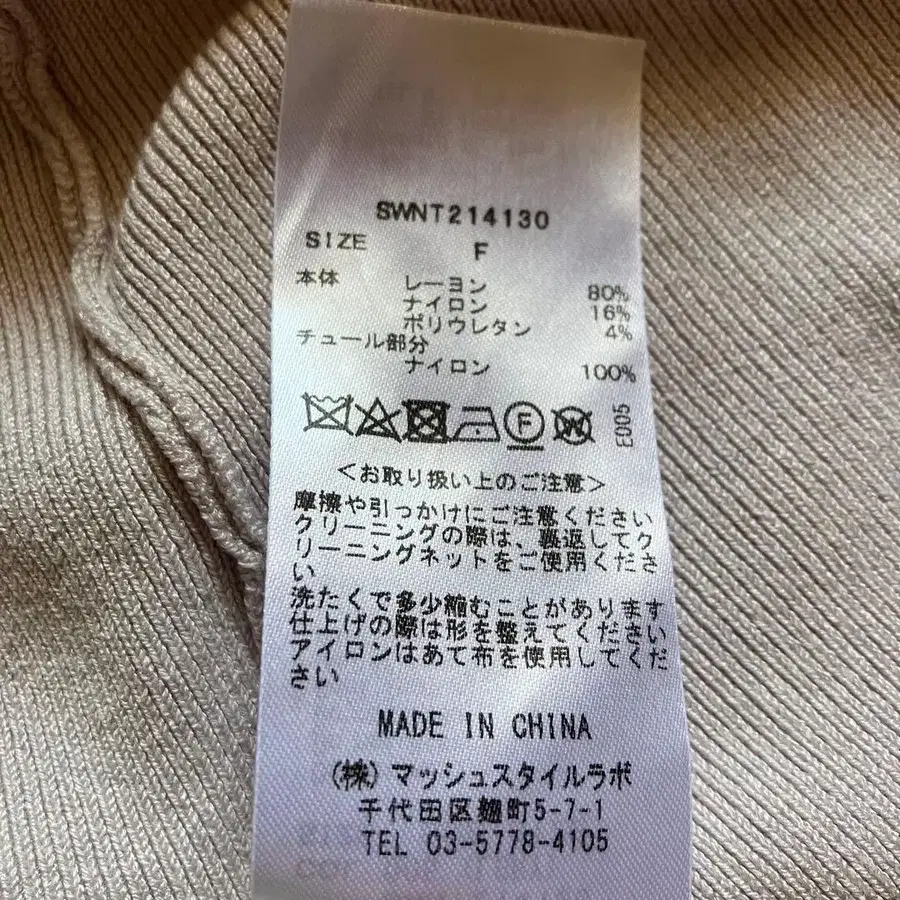 SWNT214130
SIZE F
本体 レーヨン 80%
ナイロン 16%
ポリウレタン 4%
チュール部分
ナイロン 100%
F W E005
<お取り扱い上のご注意>
摩擦や引っかけにご注意ください
クリーニングの際は、裏返してク
リーニングネットをご使用くださ
い
洗たくで多少縮むことがあります
仕上げの際は形を整えてください
アイロンはあて布を使用してくだ
さい
MADE IN CHINA
(株)マッシュスタイルラボ
千代田区麹町5-7-1
TEL 03-5778-4105